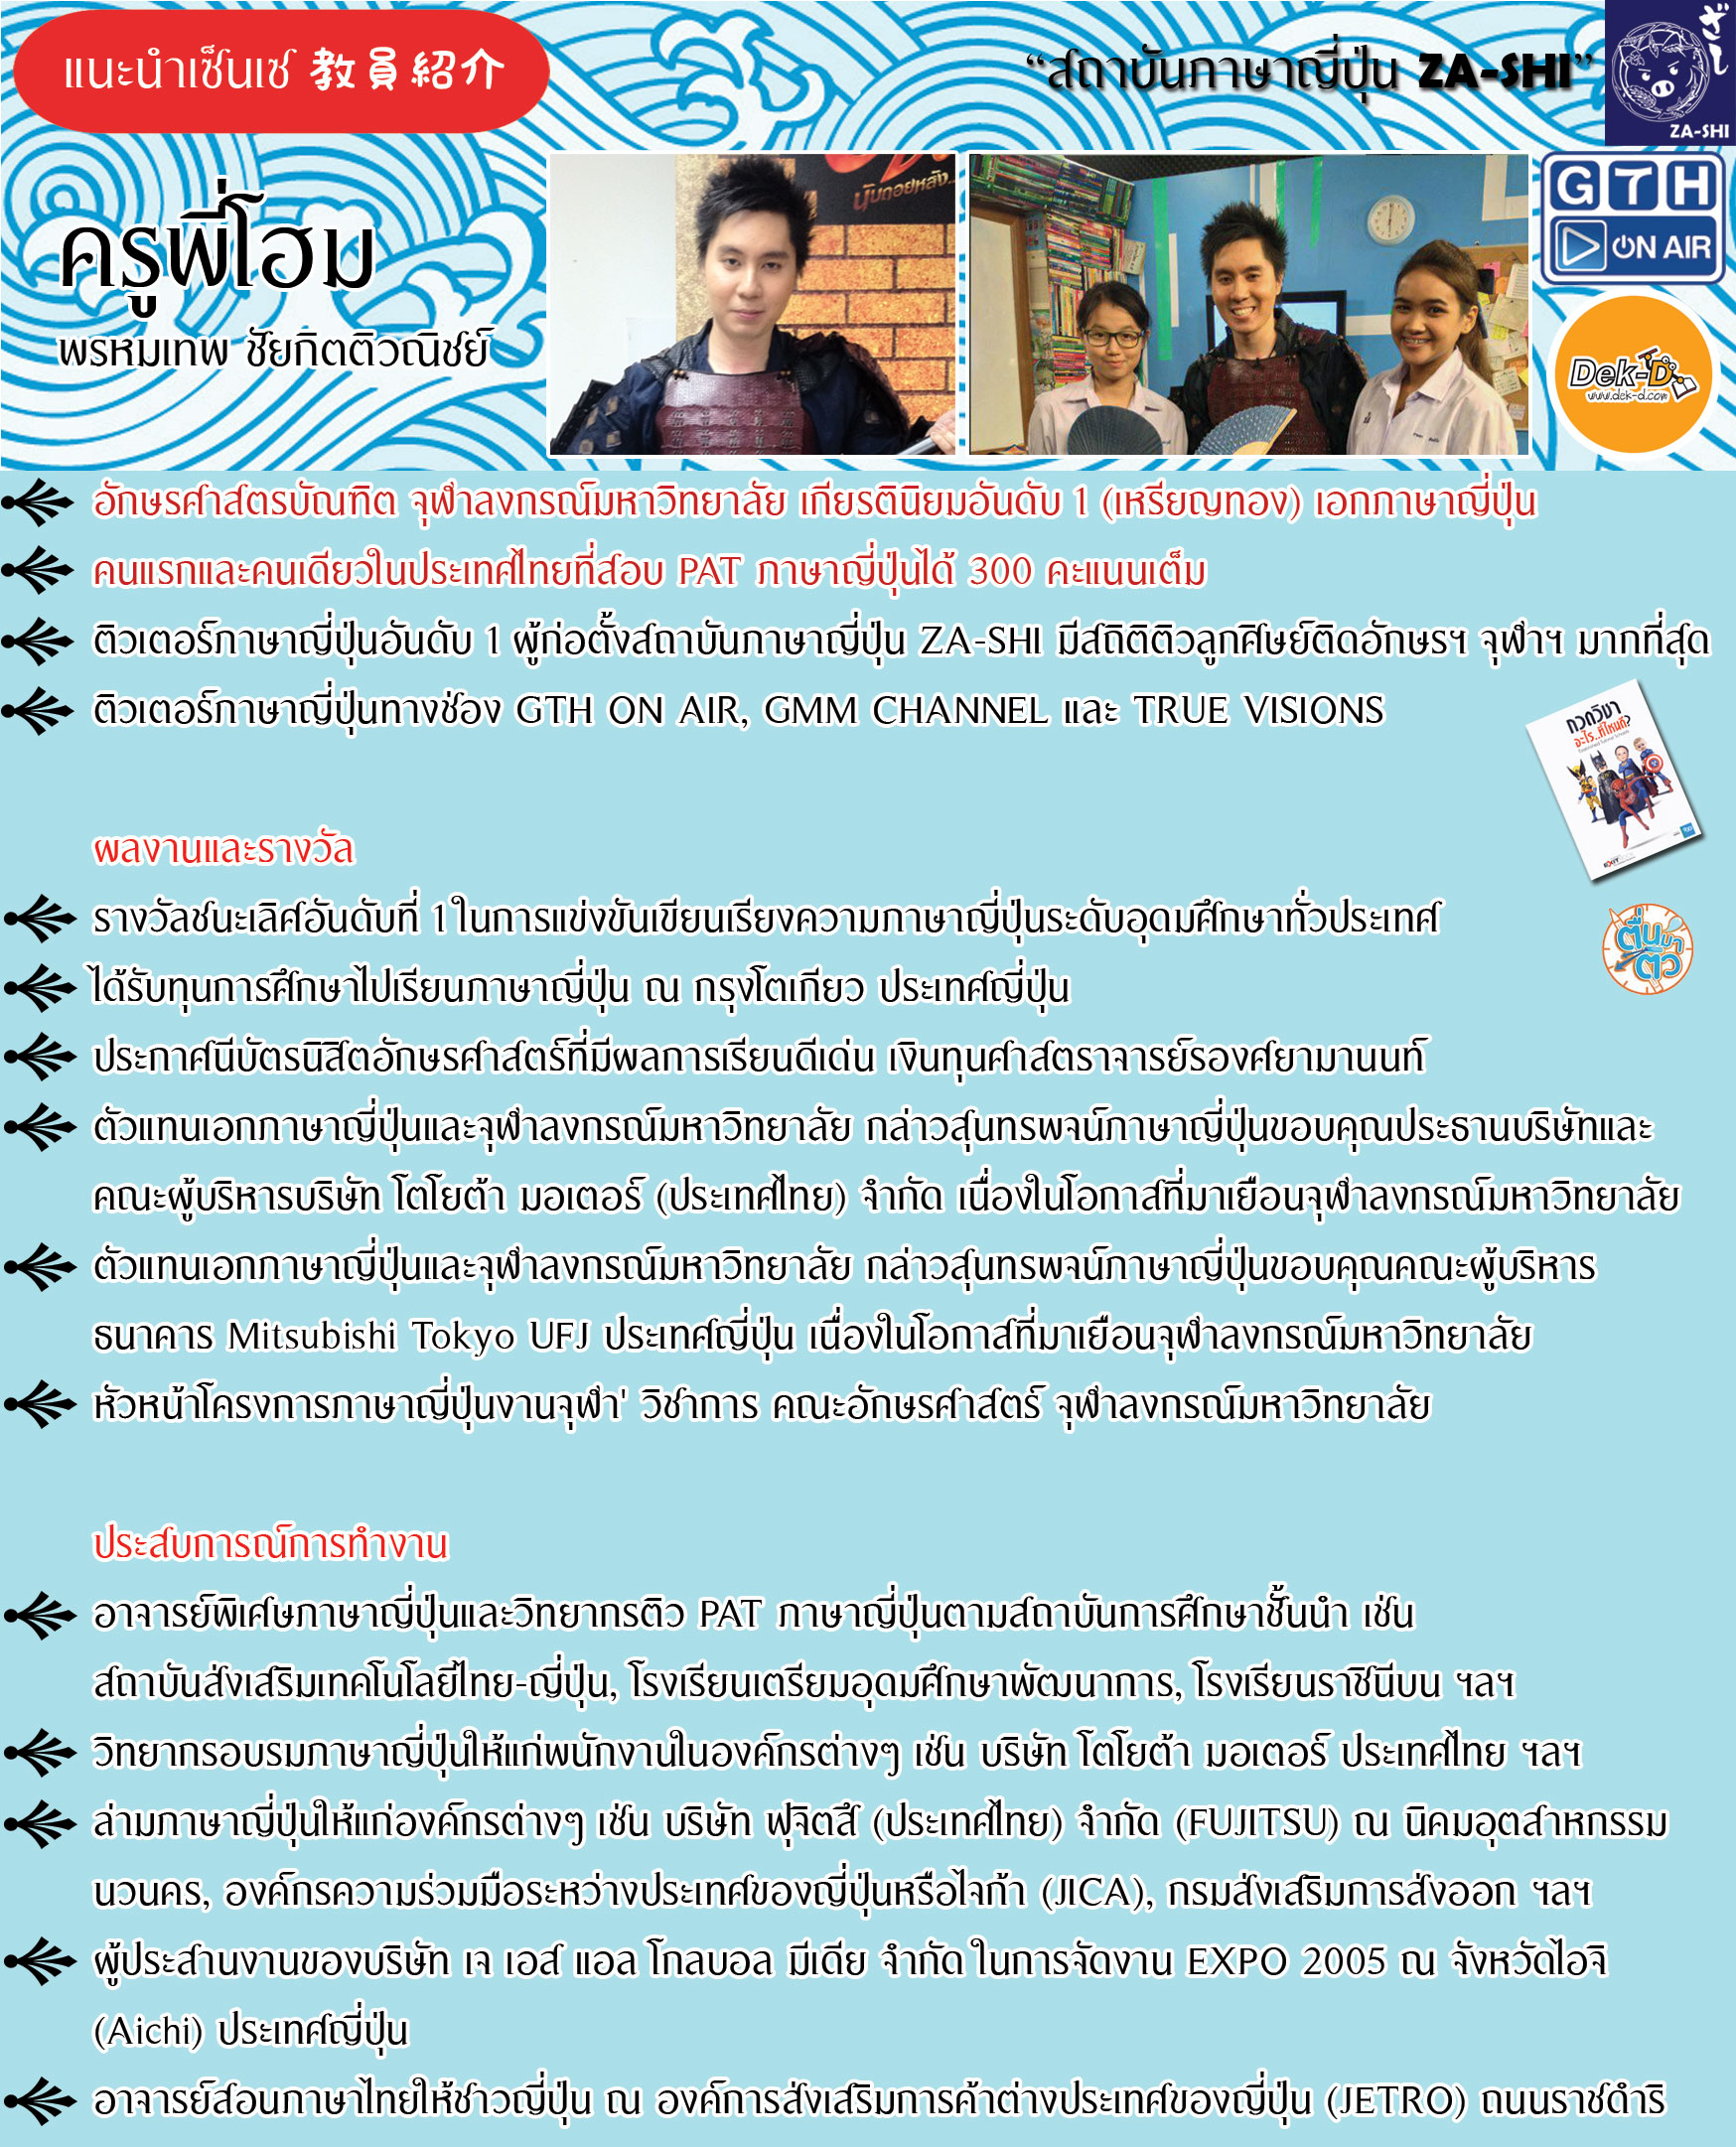 แนะนำเซ็นเซ 教員紹介
“สถาบันภาษาญี่ปุ่น ZA-SHI”
ざし
ZA-SHI
ครูพี่โฮม
พรหมเทพ ชัยกิตติวณิชย์
นับถอยหลัง..
GTH
ON AIR
Dek-D
www.dek-d.com
อักษรศาสตรบัณฑิต จุฬาลงกรณ์มหาวิทยาลัย เกียรตินิยมอันดับ 1 (เหรียญทอง) เอกภาษาญี่ปุ่น
คนแรกและคนเดียวในประเทศไทยที่สอบ PAT ภาษาญี่ปุ่นได้ 300 คะแนนเต็ม
ติวเตอร์ภาษาญี่ปุ่นอันดับ 1 ผู้ก่อตั้งสถาบันภาษาญี่ปุ่น ZA-SHI มีสถิติติวลูกศิษย์ติดอักษรฯ จุฬาฯ มากที่สุด
ติวเตอร์ภาษาญี่ปุ่นทางช่อง GTH ON AIR, GMM CHANNEL และ TRUE VISIONS
กวดวิชา
อะไร..ที่ไหนดี?
ผลงานและรางวัล
รางวัลชนะเลิศอันดับที่ 1 ในการแข่งขันเขียนเรียงความภาษาญี่ปุ่นระดับอุดมศึกษาทั่วประเทศ
ตื่นมา
ติว
ได้รับทุนการศึกษาไปเรียนภาษาญี่ปุ่น ณ กรุงโตเกียว ประเทศญี่ปุ่น
ประกาศนีบัตรนิสิตอักษรศาสตร์ที่มีผลการเรียนดีเด่น เงินทุนศาสตราจารย์รองศยามานนท์
ตัวแทนเอกภาษาญี่ปุ่นและจุฬาลงกรณ์มหาวิทยาลัย กล่าวสุนทรพจน์ภาษาญี่ปุ่นขอบคุณประธานบริษัทและ
คณะผู้บริหารบริษัท โตโยต้า มอเตอร์ (ประเทศไทย) จำกัด เนื่องในโอกาสที่มาเยือนจุฬาลงกรณ์มหาวิทยาลัย
ตัวแทนเอกภาษาญี่ปุ่นและจุฬาลงกรณ์มหาวิทยาลัย กล่าวสุนทรพจน์ภาษาญี่ปุ่นขอบคุณคณะผู้บริหาร
ธนาคาร Mitsubishi Tokyo UFJ ประเทศญี่ปุ่น เนื่องในโอกาสที่มาเยือนจุฬาลงกรณ์มหาวิทยาลัย
หัวหน้าโครงการภาษาญี่ปุ่นงานจุฬา' วิชาการ คณะอักษรศาสตร์ จุฬาลงกรณ์มหาวิทยาลัย
ประสบการณ์การทำงาน
อาจารย์พิเศษภาษาญี่ปุ่นและวิทยากรติว PAT ภาษาญี่ปุ่นตามสถาบันการศึกษาชั้นนำ เช่น
สถาบันส่งเสริมเทคโนโลยีไทย-ญี่ปุ่น, โรงเรียนเตรียมอุดมศึกษาพัฒนาการ, โรงเรียนราชินีบน ฯลฯ
วิทยากรอบรมภาษาญี่ปุ่นให้แก่พนักงานในองค์กรต่างๆ เช่น บริษัท โตโยต้า มอเตอร์ ประเทศไทย ฯลฯ
ล่ามภาษาญี่ปุ่นให้แก่องค์กรต่างๆ เช่น บริษัท ฟุจิตสึ (ประเทศไทย) จำกัด (FUJITSU) ณ นิคมอุตสาหกรรม
นวนคร, องค์กรความร่วมมือระหว่างประเทศของญี่ปุ่นหรือไจก้า (JICA), กรมส่งเสริมการส่งออก ฯลฯ
ผู้ประสานงานของบริษัท เจ เอส แอล โกลบอล มีเดีย จำกัด ในการจัดงาน EXPO 2005 ณ จังหวัดไอจิ
(Aichi) ประเทศญี่ปุ่น
อาจารย์สอนภาษาไทยให้ชาวญี่ปุ่น ณ องค์การส่งเสริมการค้าต่างประเทศของญี่ปุ่น (JETRO) ถนนราชดำริ